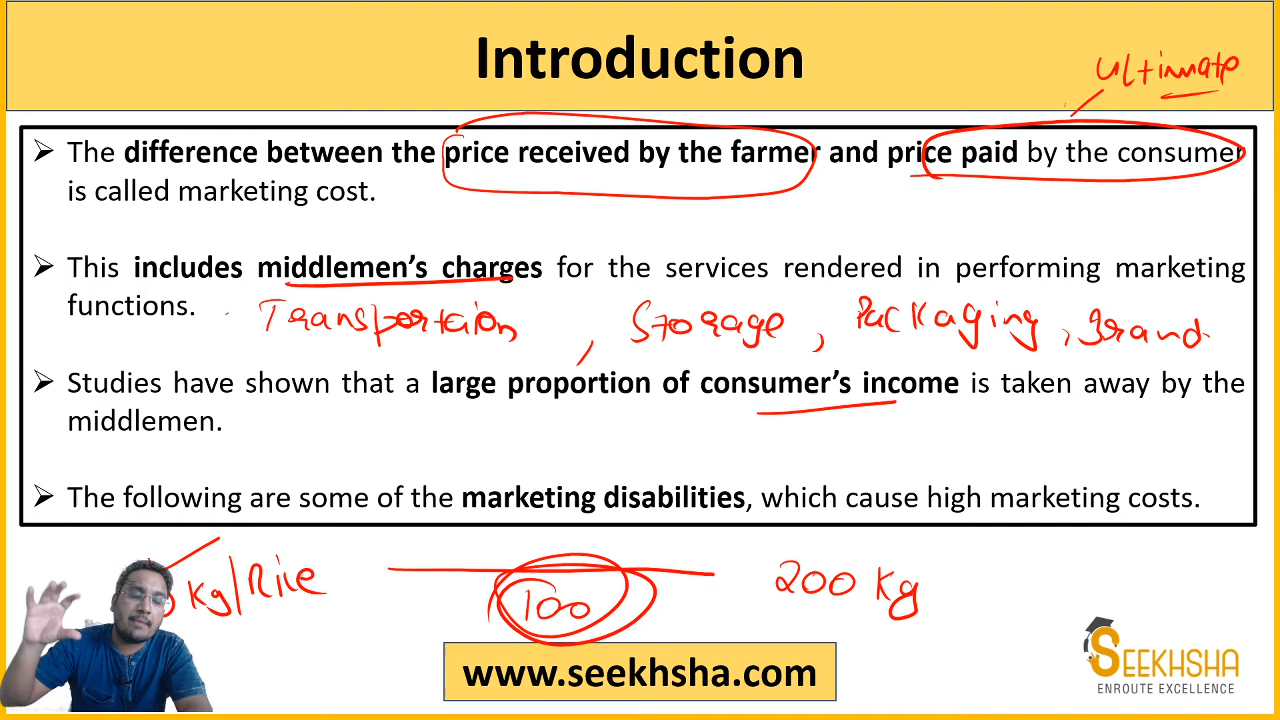 Introduction
ultimate
➢ The difference between the price received by the farmer and price paid by the consumer
is called marketing cost.
➢ This includes middlemen's charges for the services rendered in performing marketing
functions.
Transportaion, Storage, Packaging, Brand
➢ Studies have shown that a large proportion of consumer's income is taken away by the
middlemen.
➢ The following are some of the marketing disabilities, which cause high marketing costs.
Kg/Rice 100 200 Kg
www.seekhsha.com
SEEKHSHA
ENROUTE EXCELLENCE